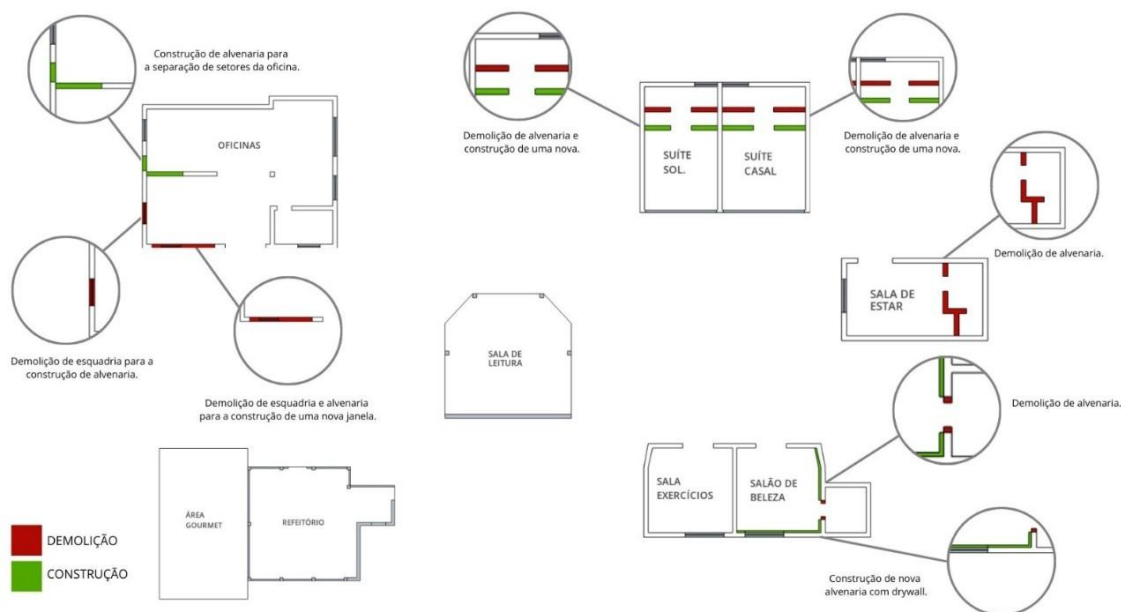 Construção de alvenaria para
a separação de setores da oficina.
OFICINAS
Demolição de esquadria para a
construção de alvenaria.
Demolição de esquadria e alvenaria
para a construção de uma nova janela.
Demolição de alvenaria e
construção de uma nova.
SUÍTE
SOL.
SUÍTE
CASAL
Demolição de alvenaria e
construção de uma nova.
Demolição de alvenaria.
SALA DE
ESTAR
SALA DE
LEITURA
Demolição de alvenaria.
SALA
EXERCÍCIOS
SALÃO DE
BELEZA
Construção de nova
alvenaria com drywall.
ÁREA
GOURMET
REFEITÓRIO
DEMOLIÇÃO
CONSTRUÇÃO